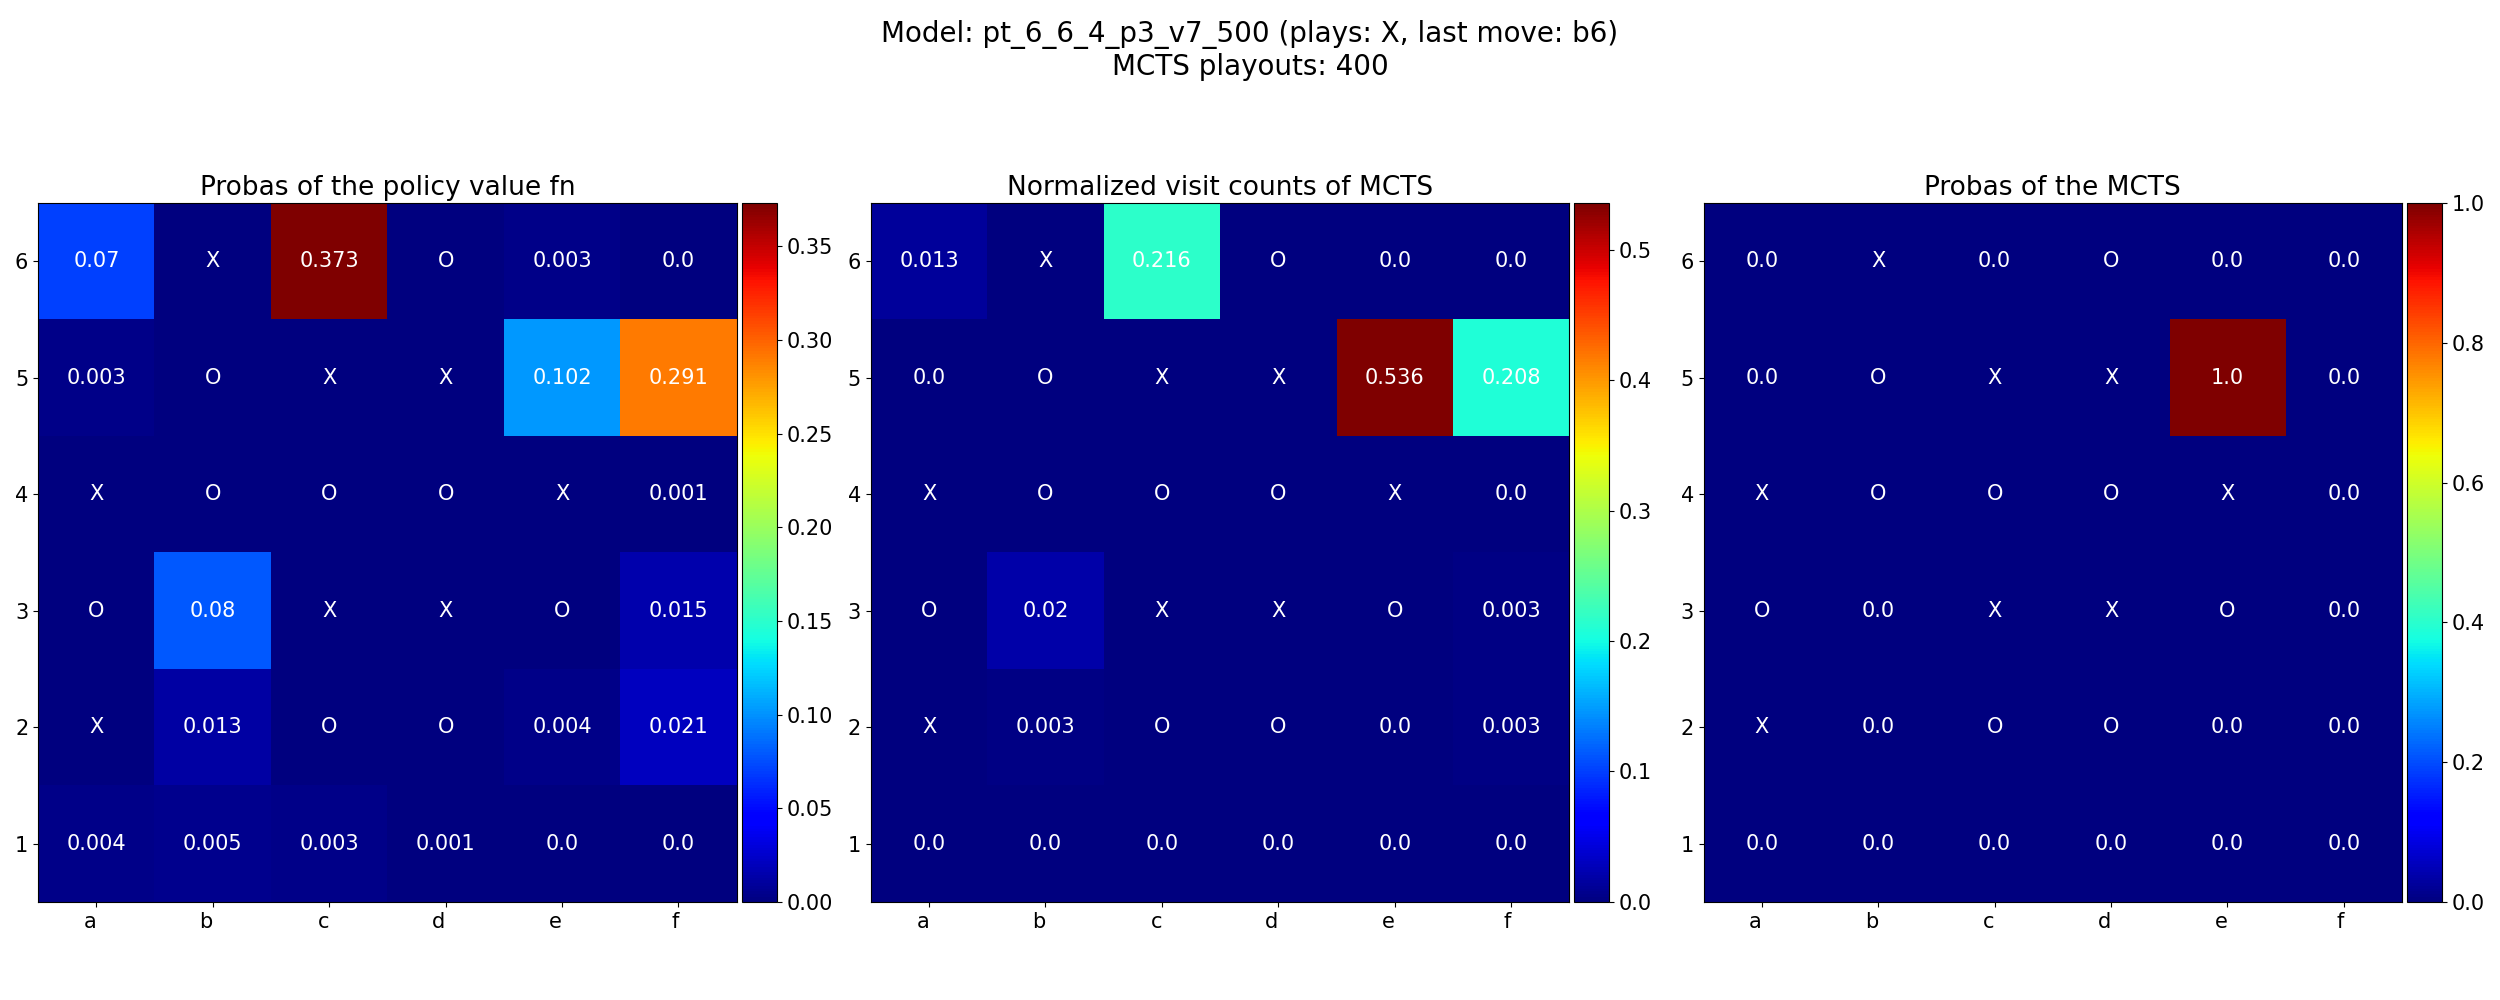 Model: pt_6_6_4_p3_v7_500 (plays: X, last move: b6)
MCTS playouts: 400
Probas of the policy value fn
6 0.07 X 0.373 O 0.003 0.0
5 0.003 O X X 0.102 0.291
4 X O O O X 0.001
3 O 0.08 X X O 0.015
2 X 0.013 O O 0.004 0.021
1 0.004 0.005 0.003 0.001 0.0 0.0
a b c d e f
0.35
0.30
0.25
0.20
0.15
0.10
0.05
0.00
Normalized visit counts of MCTS
6 0.013 X 0.216 O 0.0 0.0
5 0.0 O X X 0.536 0.208
4 X O O O X 0.0
3 O 0.02 X X O 0.003
2 X 0.003 O O 0.0 0.003
1 0.0 0.0 0.0 0.0 0.0 0.0
a b c d e f
0.5
0.4
0.3
0.2
0.1
0.0
Probas of the MCTS
6 0.0 X 0.0 O 0.0 0.0
5 0.0 O X X 1.0 0.0
4 X O O O X 0.0
3 O 0.0 X X O 0.0
2 X 0.0 O O 0.0 0.0
1 0.0 0.0 0.0 0.0 0.0 0.0
a b c d e f
1.0
0.8
0.6
0.4
0.2
0.0